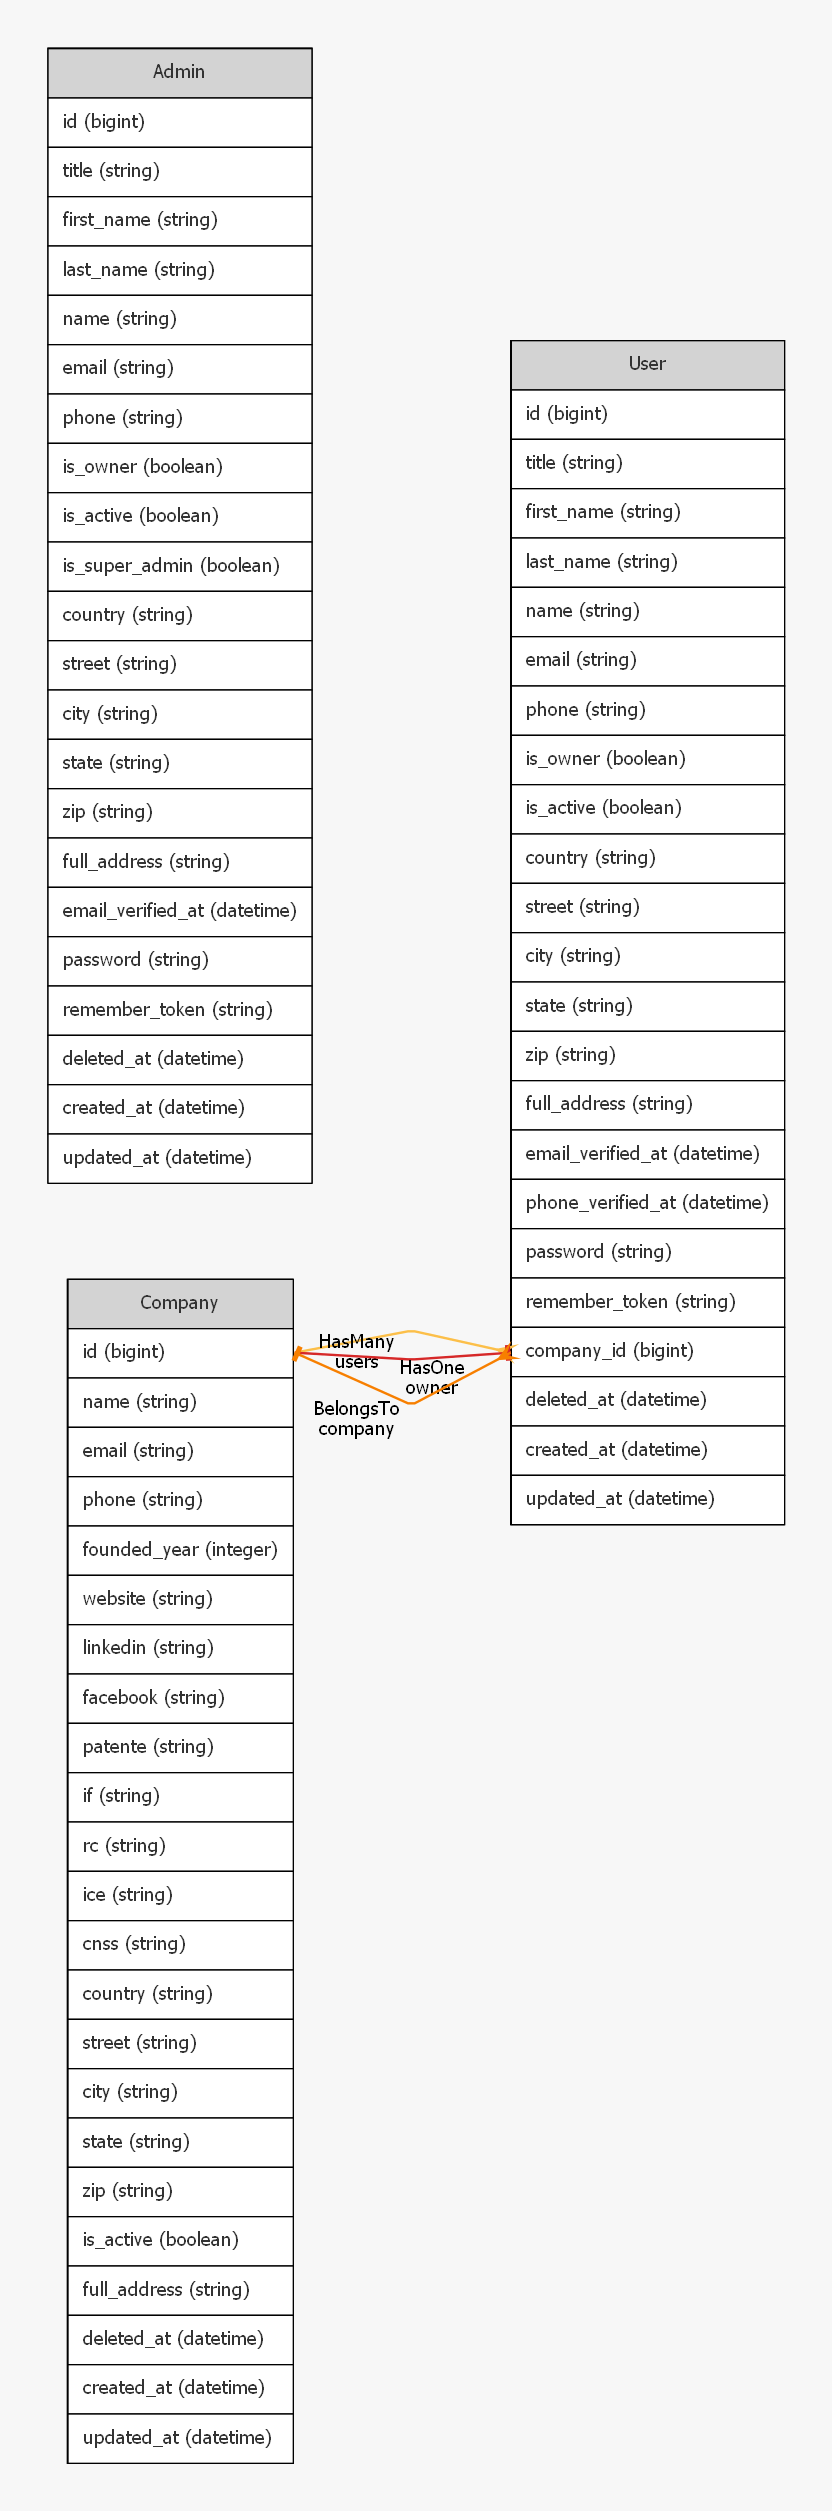 Admin
id (bigint)
title (string)
first_name (string)
last_name (string)
name (string)
email (string)
phone (string)
is_owner (boolean)
is_active (boolean)
is_super_admin (boolean)
country (string)
street (string)
city (string)
state (string)
zip (string)
full_address (string)
email_verified_at (datetime)
password (string)
remember_token (string)
deleted_at (datetime)
created_at (datetime)
updated_at (datetime)
User
id (bigint)
title (string)
first_name (string)
last_name (string)
name (string)
email (string)
phone (string)
is_owner (boolean)
is_active (boolean)
country (string)
street (string)
city (string)
state (string)
zip (string)
full_address (string)
email_verified_at (datetime)
phone_verified_at (datetime)
password (string)
remember_token (string)
company_id (bigint)
deleted_at (datetime)
created_at (datetime)
updated_at (datetime)
HasMany
users
HasOne
owner
BelongsTo
company
Company
id (bigint)
name (string)
email (string)
phone (string)
founded_year (integer)
website (string)
linkedin (string)
facebook (string)
patente (string)
if (string)
rc (string)
ice (string)
cnss (string)
country (string)
street (string)
city (string)
state (string)
zip (string)
is_active (boolean)
full_address (string)
deleted_at (datetime)
created_at (datetime)
updated_at (datetime)